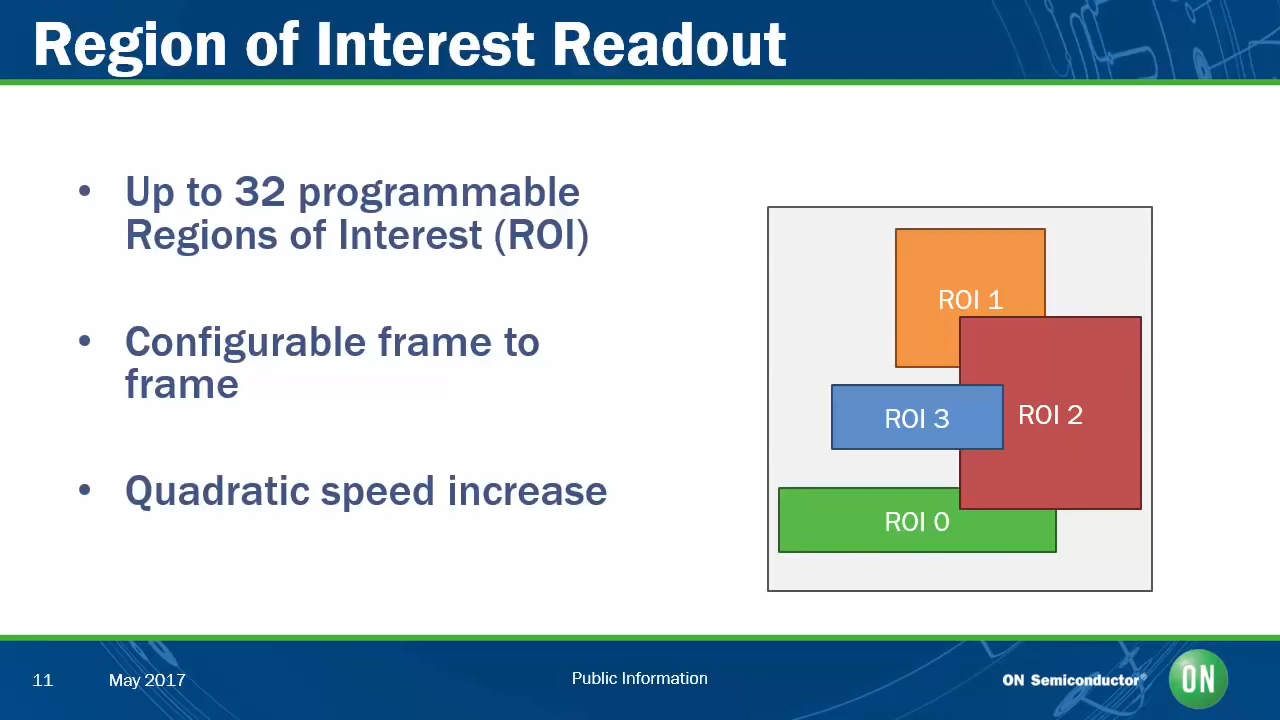 Region of Interest Readout
• Up to 32 programmable
Regions of Interest (ROI)
• Configurable frame to
frame
• Quadratic speed increase
ROI 1
ROI 2
ROI 3
ROI 0
11
May 2017
Public Information
ON Semiconductor®
ON